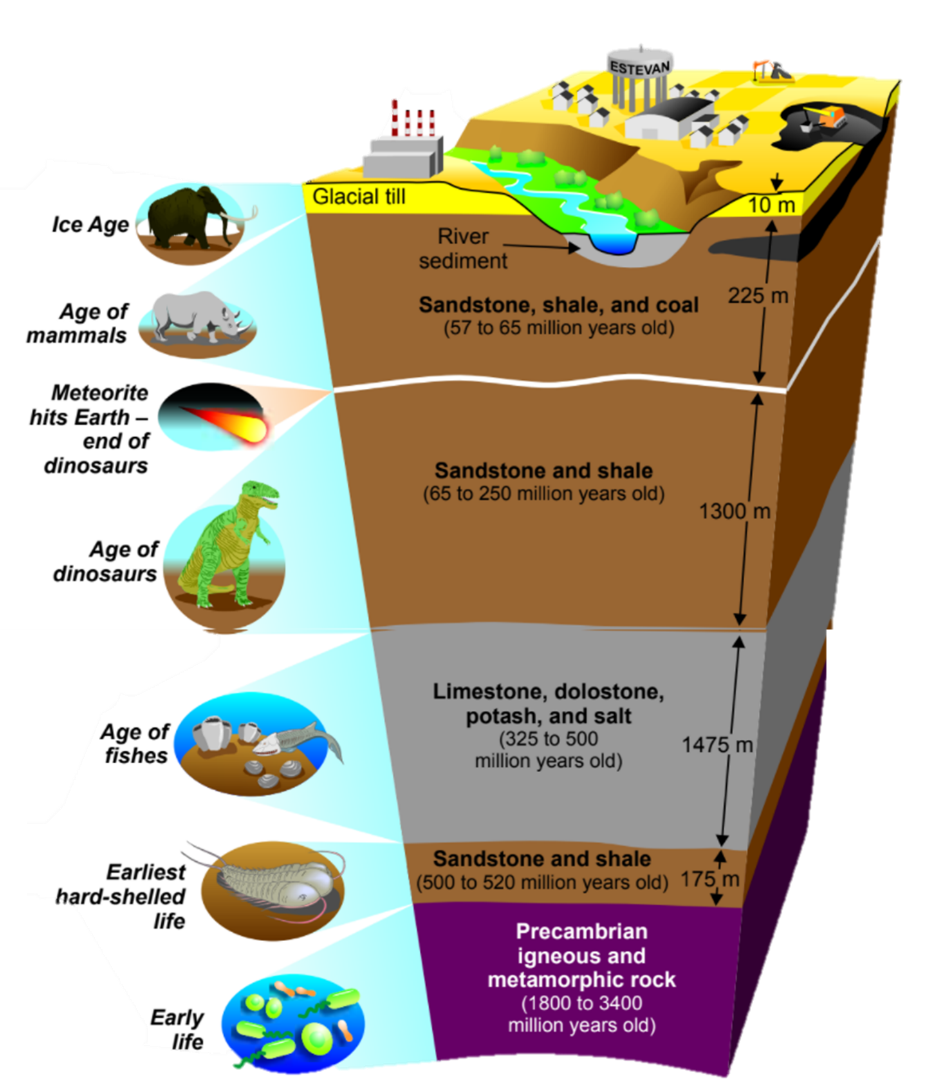 ESTEVAN
Glacial till
10 m
Ice Age
River
sediment
225 m
Sandstone, shale, and coal
(57 to 65 million years old)
Age of
mammals
Meteorite
hits Earth –
end of
dinosaurs
Sandstone and shale
(65 to 250 million years old)
1300 m
Age of
dinosaurs
Limestone, dolostone,
potash, and salt
(325 to 500
million years old)
1475 m
Age of
fishes
Sandstone and shale
(500 to 520 million years old)
175 m
Earliest
hard-shelled
life
Precambrian
igneous and
metamorphic rock
(1800 to 3400
million years old)
Early
life